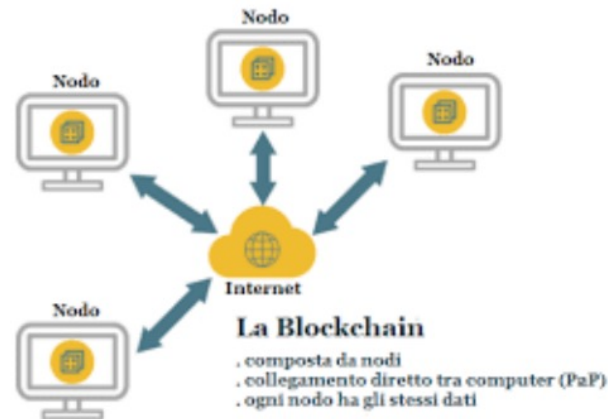 Nodo
Nodo
Nodo
Internet
Nodo
La Blockchain
. composta da nodi
. collegamento diretto tra computer (P2P)
. ogni nodo ha gli stessi dati